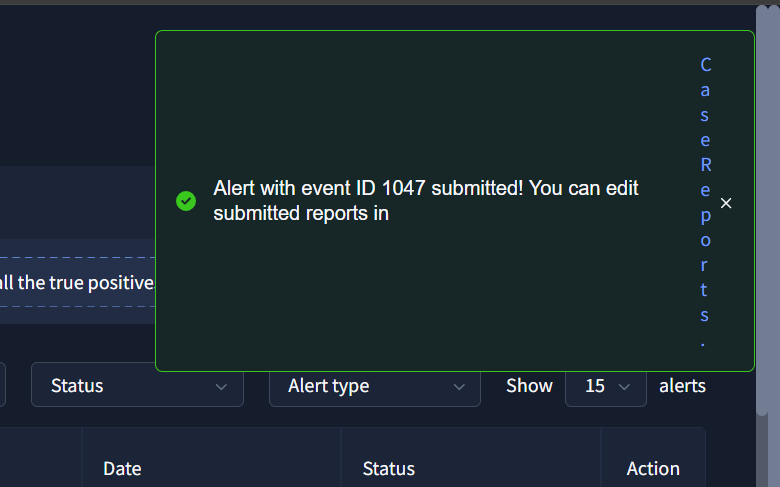 Alert with event ID 1047 submitted! You can edit
submitted reports in
C
a
s
e
R
e
p
o
r
t
s
.
all the true positive
Status
Alert type
Show
15
alerts
Date
Status
Action